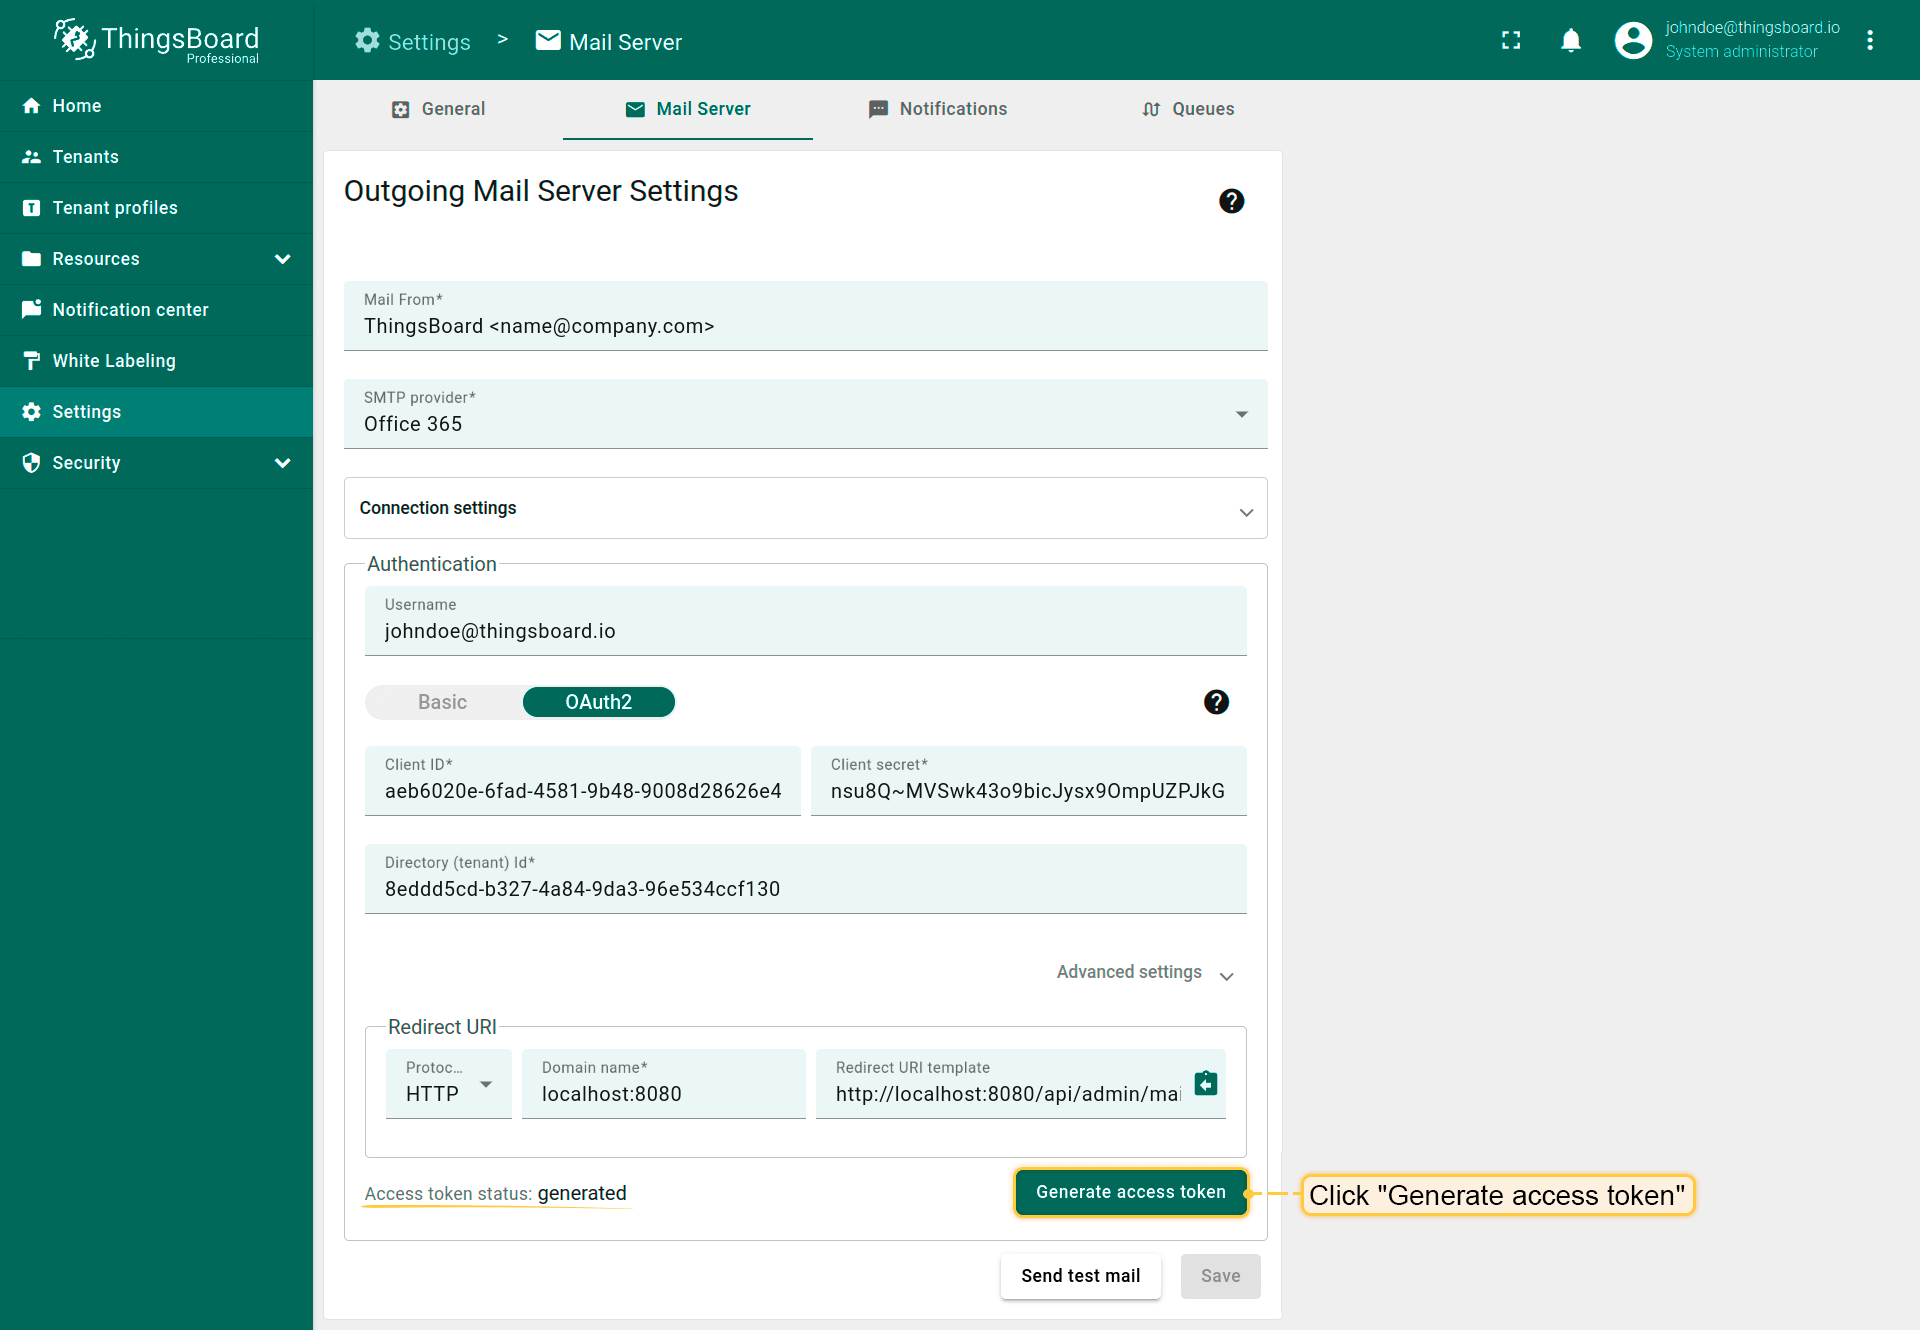 ThingsBoard
Professional
Settings > Mail Server
johndoe@thingsboard.io
System administrator
Home
Tenants
Tenant profiles
Resources
Notification center
White Labeling
Settings
Security
General
Mail Server
Notifications
Queues
Outgoing Mail Server Settings
Mail From*
ThingsBoard <name@company.com>
SMTP provider*
Office 365
Connection settings
Authentication
Username
johndoe@thingsboard.io
Basic
OAuth2
Client ID*
aeb6020e-6fad-4581-9b48-9008d28626e4
Client secret*
nsu8Q~MVSwk43o9bicJysx9OmpUZPJkG
Directory (tenant) Id*
8eddd5cd-b327-4a84-9da3-96e534ccf130
Advanced settings
Redirect URI
Protoc...
HTTP
Domain name*
localhost:8080
Redirect URI template
http://localhost:8080/api/admin/mai
Access token status: generated
Generate access token
Click "Generate access token"
Send test mail
Save